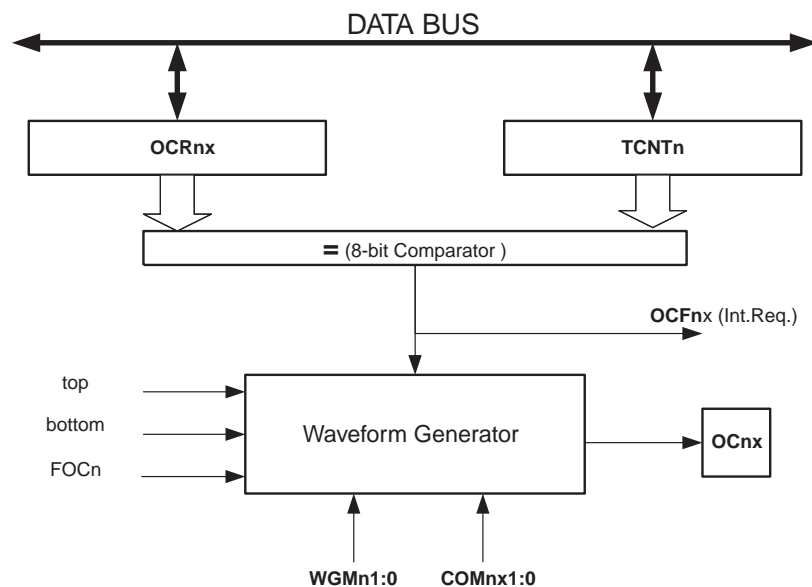 DATA BUS
OCRnx
TCNTn
= (8-bit Comparator )
OCFnx (Int.Req.)
top
bottom
FOCn
Waveform Generator
OCnx
WGMn1:0
COMnx1:0